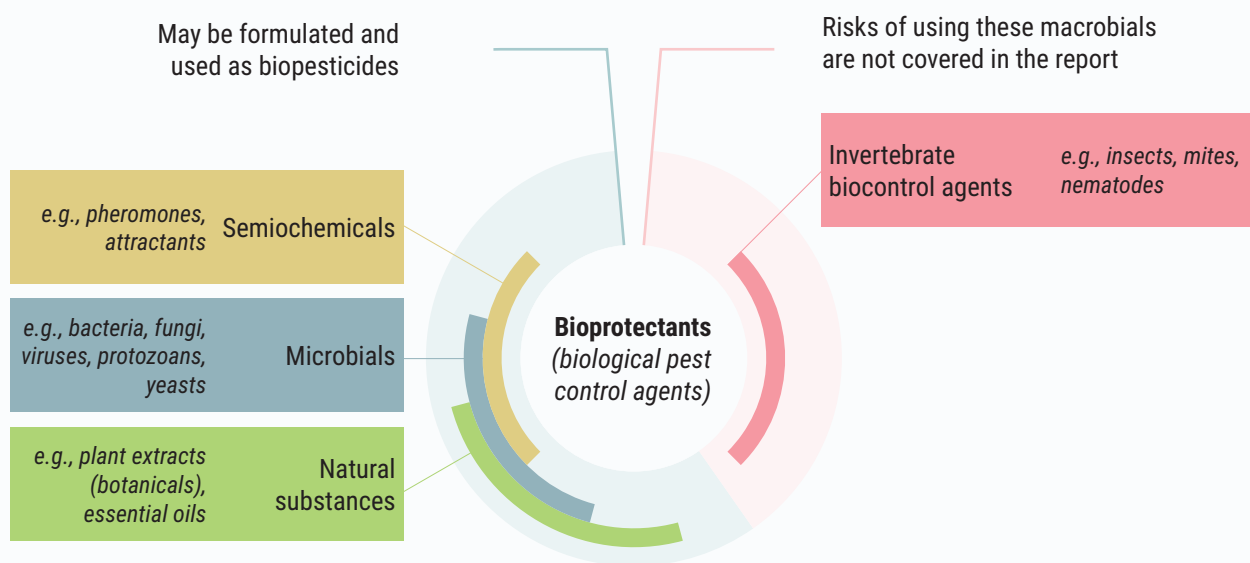 May be formulated and
used as biopesticides
Risks of using these macrobials
are not covered in the report
Invertebrate
biocontrol agents
e.g., insects, mites,
nematodes
e.g., pheromones,
attractants
Semiochemicals
e.g., bacteria, fungi,
viruses, protozoans,
yeasts
Microbials
e.g., plant extracts
(botanicals),
essential oils
Natural
substances
Bioprotectants
(biological pest
control agents)